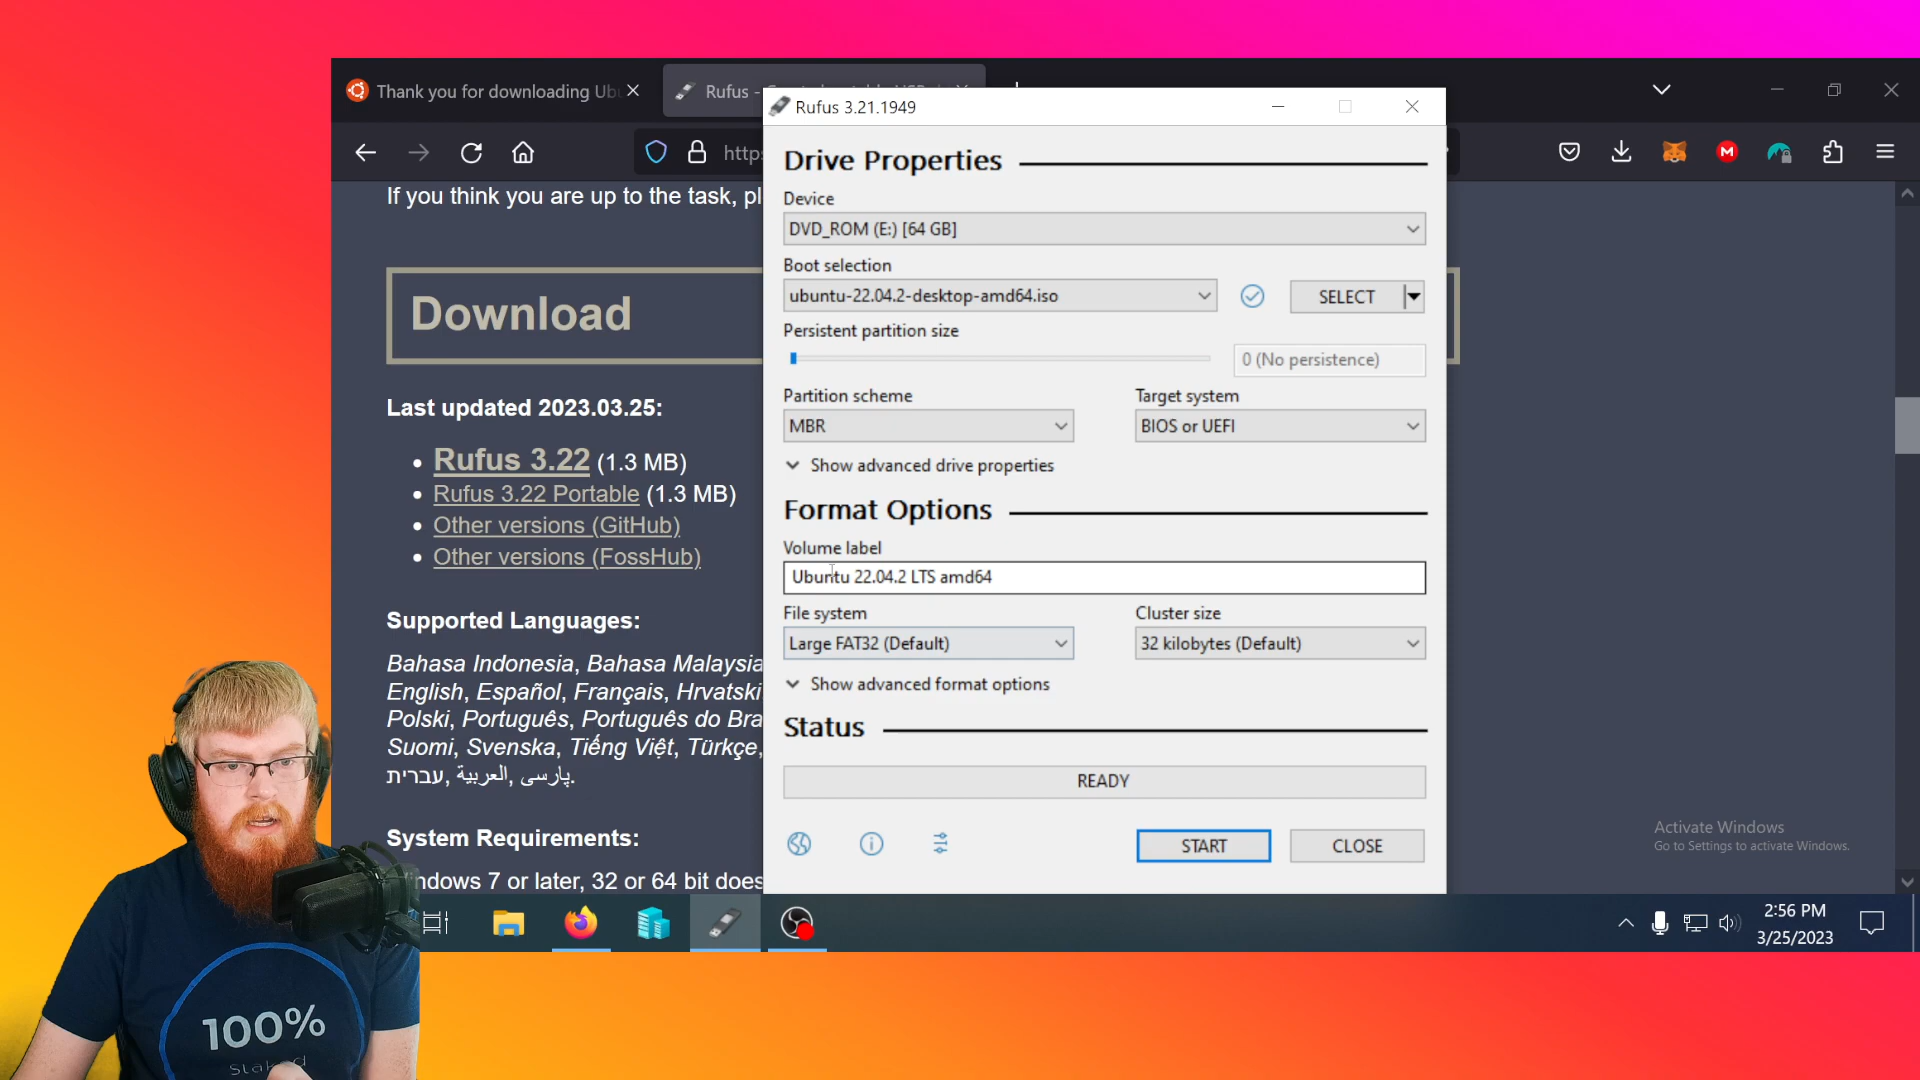 Thank you for downloading Ub
Rufus -
Rufus 3.21.1949
https
If you think you are up to the task, pl
Download
Last updated 2023.03.25:
Rufus 3.22 (1.3 MB)
Rufus 3.22 Portable (1.3 MB)
Other versions (GitHub)
Other versions (FossHub)
Supported Languages:
Bahasa Indonesia, Bahasa Malaysia
English, Español, Français, Hrvatski
Polski, Português, Português do Bra
Suomi, Svenska, Tiếng Việt, Türkçe,
پارسی ,العربية ,עברית.
System Requirements:
ndows 7 or later, 32 or 64 bit does
Drive Properties
Device
DVD_ROM (E:) [64 GB]
Boot selection
ubuntu-22.04.2-desktop-amd64.iso
SELECT
Persistent partition size
0 (No persistence)
Partition scheme
Target system
MBR
BIOS or UEFI
Show advanced drive properties
Format Options
Volume label
Ubuntu 22.04.2 LTS amd64
File system
Cluster size
Large FAT32 (Default)
32 kilobytes (Default)
Show advanced format options
Status
READY
START
CLOSE
Activate Windows
Go to Settings to activate Windows.
2:56 PM
3/25/2023
100%